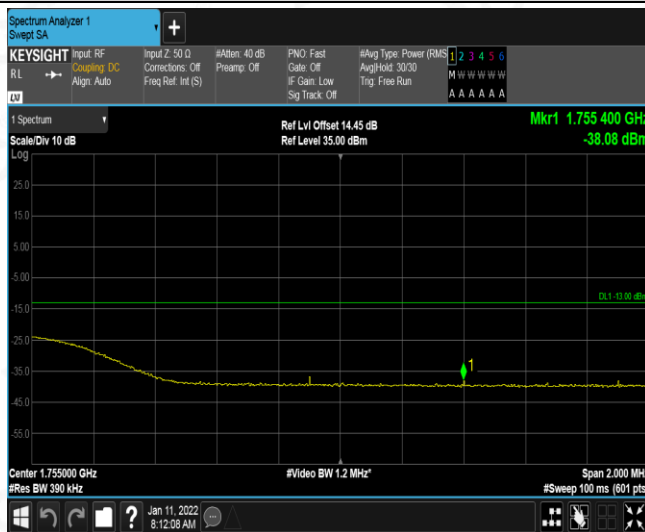 Spectrum Analyzer 1
Swept SA
+
KEYSIGHT Input: RF Input Z: 50 Ω #Atten: 40 dB PNO: Fast #Avg Type: Power (RMS 1 2 3 4 5 6
RL Coupling: DC Corrections: Off Preamp: Off Gate: Off Avg|Hold: 30/30 M W W W W W
Align: Auto Freq Ref: Int (S) IF Gain: Low Trig: Free Run
Sig Track: Off A A A A A A
LXI
1 Spectrum Ref Lvl Offset 14.45 dB Mkr1 1.755 400 GHz
Scale/Div 10 dB Ref Level 35.00 dBm -38.08 dBm
Log
25.0
15.0
5.00
-5.00
DL1 -13.00 dBm
-15.0
-25.0
1
-35.0
-45.0
-55.0
Center 1.755000 GHz #Video BW 1.2 MHz* Span 2.000 MHz
#Res BW 390 kHz #Sweep 100 ms (601 pts
? Jan 11, 2022
8:12:08 AM